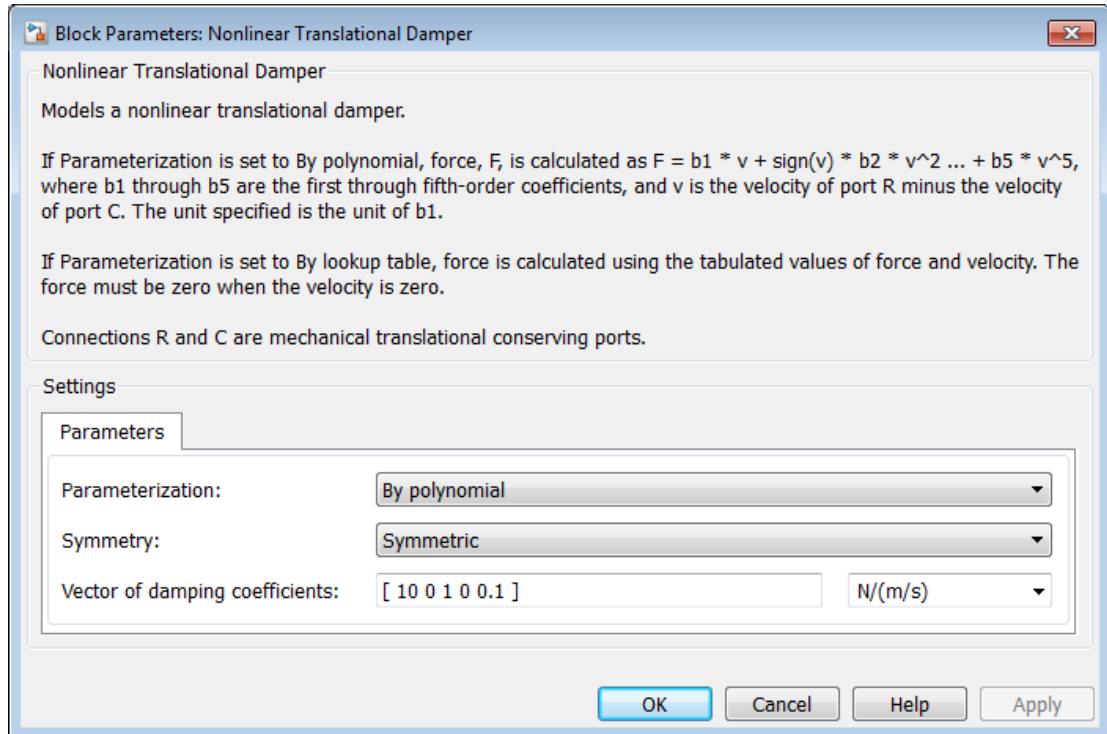 Block Parameters: Nonlinear Translational Damper
Nonlinear Translational Damper
Models a nonlinear translational damper.
If Parameterization is set to By polynomial, force, F, is calculated as F = b1 * v + sign(v) * b2 * v^2 ... + b5 * v^5,
where b1 through b5 are the first through fifth-order coefficients, and v is the velocity of port R minus the velocity
of port C. The unit specified is the unit of b1.
If Parameterization is set to By lookup table, force is calculated using the tabulated values of force and velocity. The
force must be zero when the velocity is zero.
Connections R and C are mechanical translational conserving ports.
Settings
Parameters
Parameterization: By polynomial
Symmetry: Symmetric
Vector of damping coefficients: [ 10 0 1 0 0.1 ] N/(m/s)
OK Cancel Help Apply